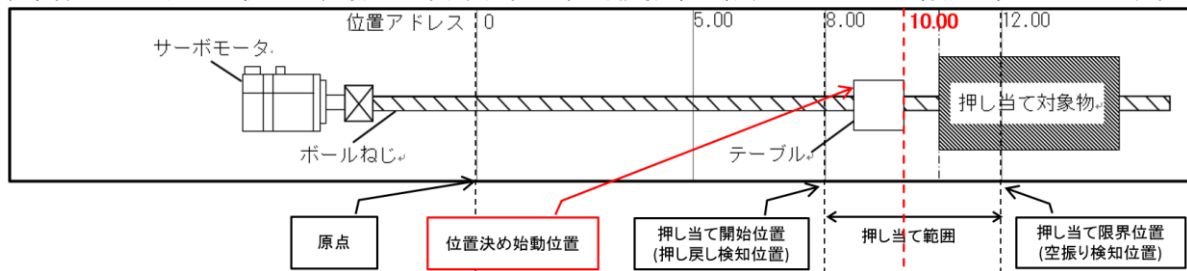 位置アドレス 0 5.00 8.00 10.00 12.00
サーボモータ
押し当て対象物
ボールねじ
テーブル
原点
位置決め始動位置
押し当て開始位置
(押し戻し検知位置)
押し当て範囲
押し当て限界位置
(空振り検知位置)